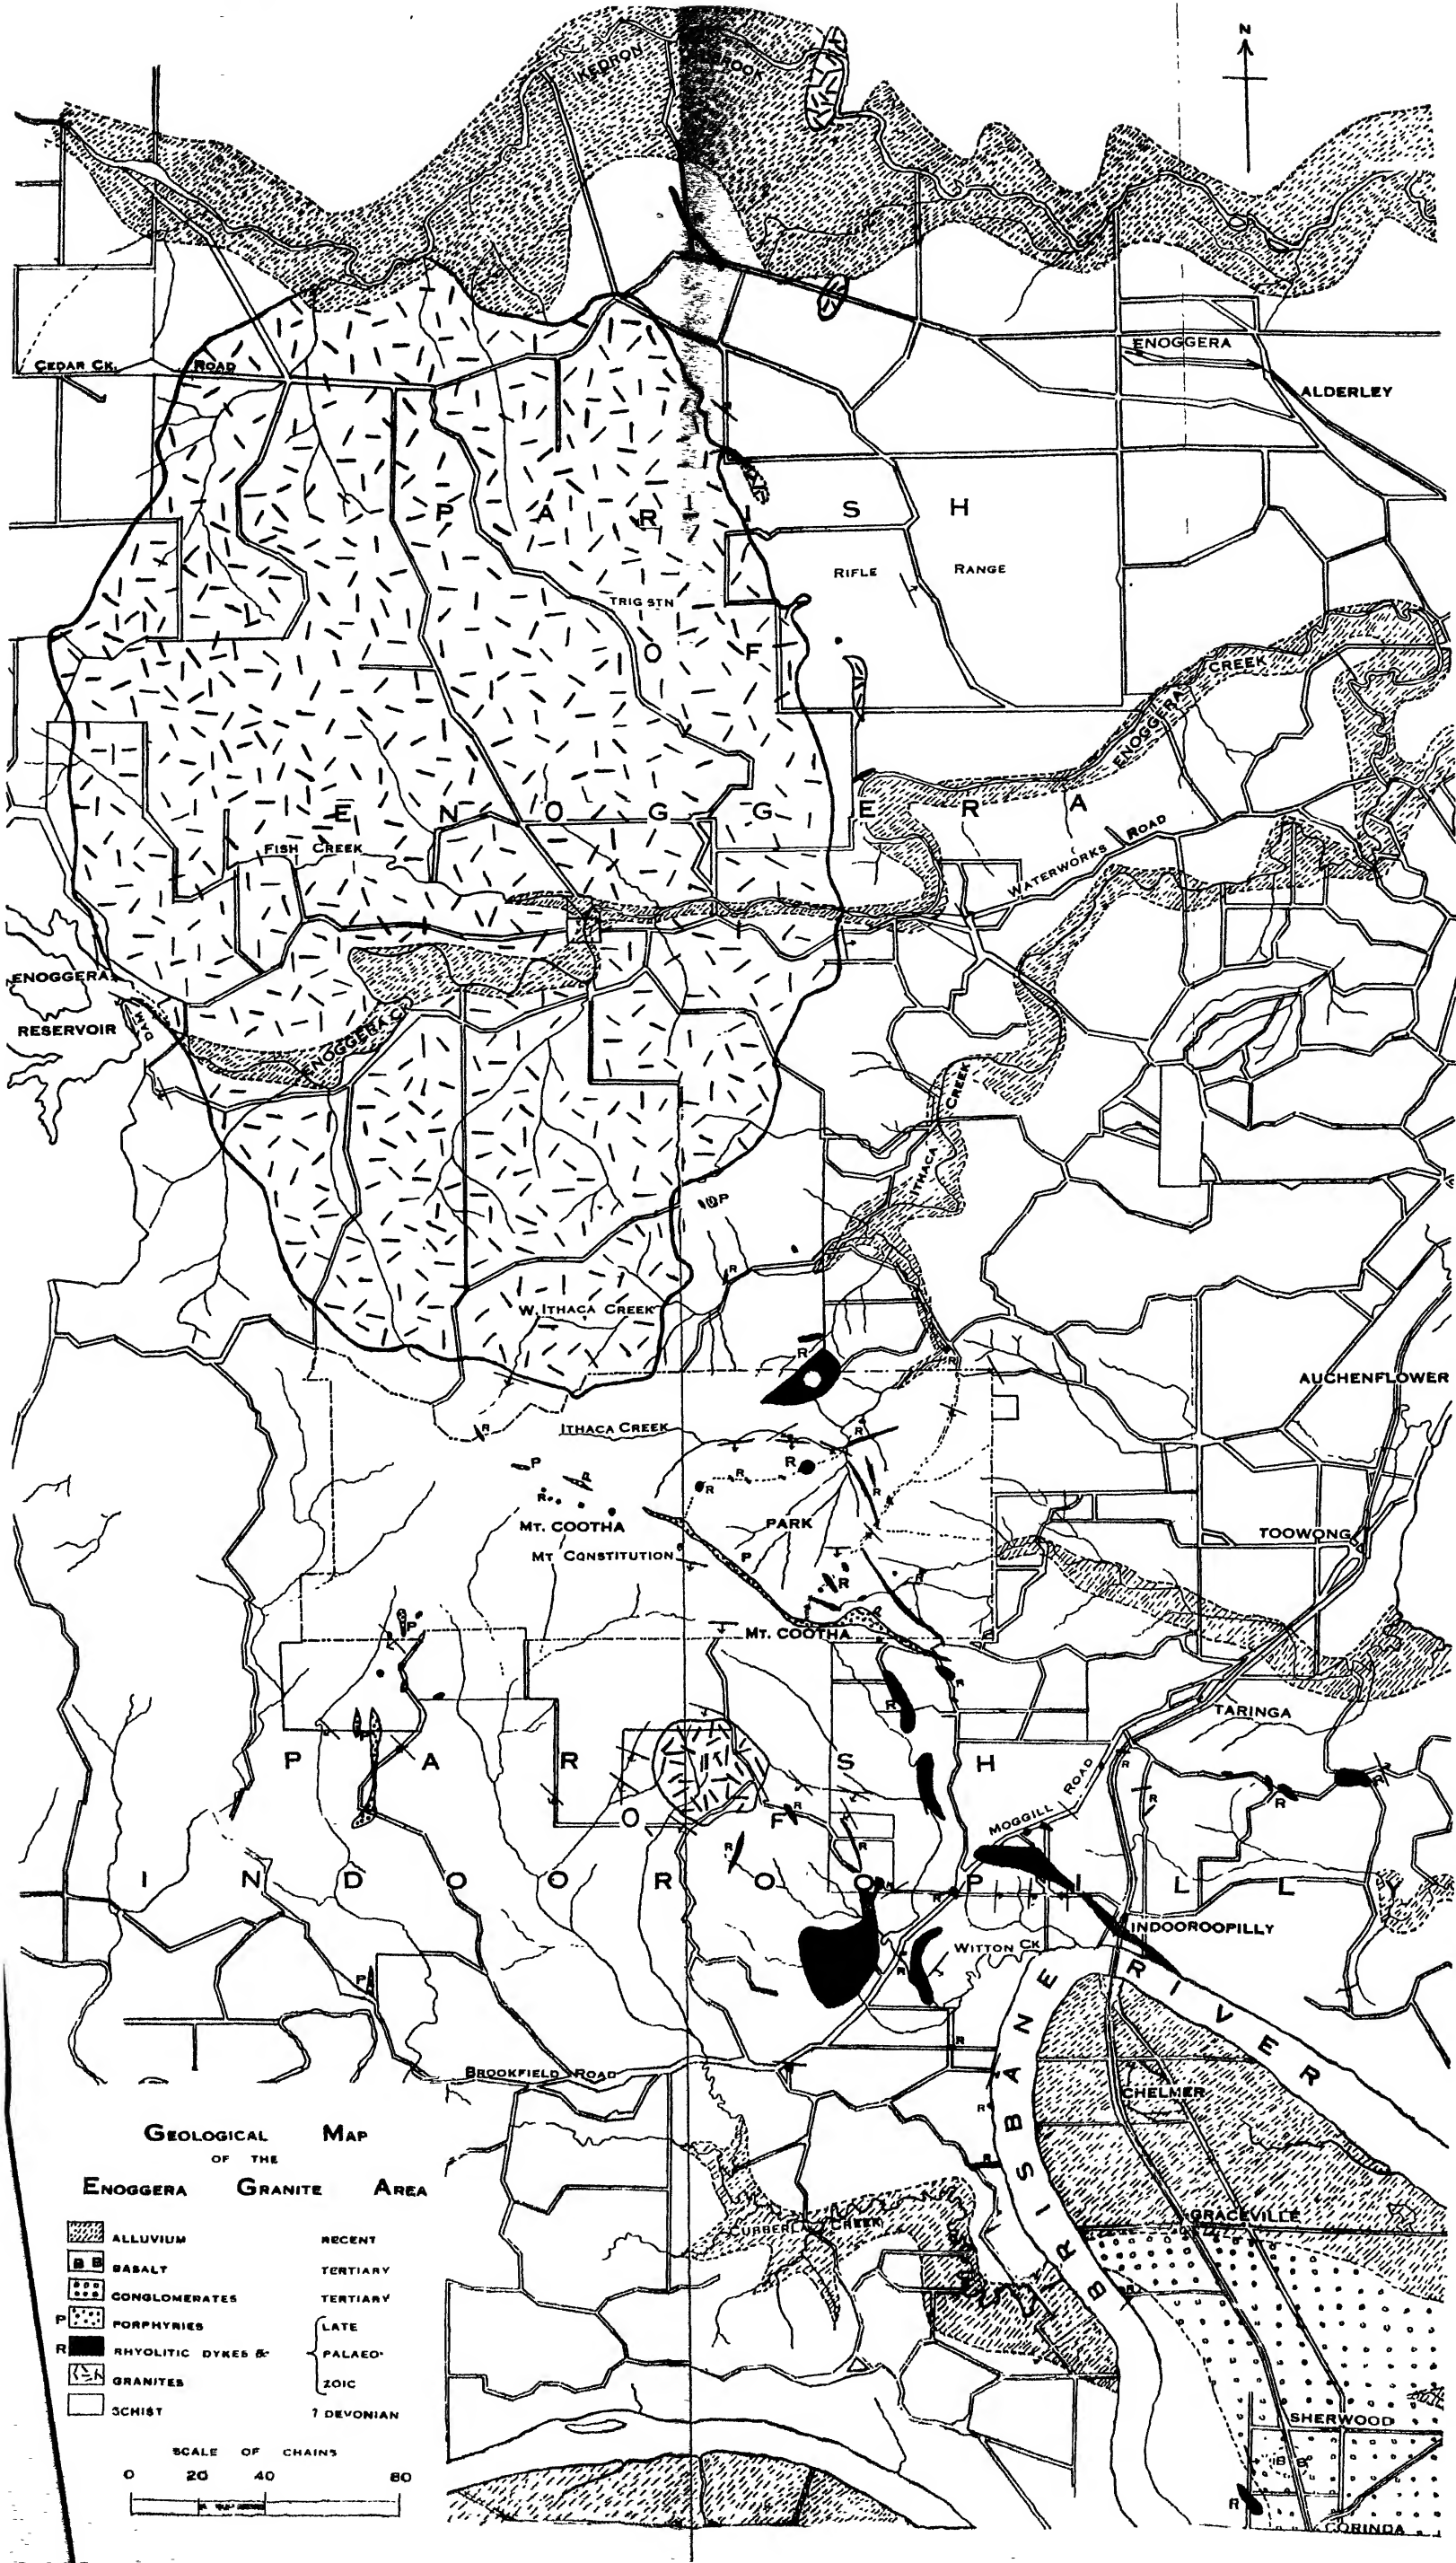 N
KEDRON BROOK
ENOGGERA
CEDAR CK. ROAD
ALDERLEY
P A R I S H
RIFLE RANGE
TRIG STN
O F
ENOGGERA CREEK
E N O G G E R A
WATERWORKS ROAD
FISH CREEK
ENOGGERA
RESERVOIR
DAM
ENOGGERA CK
ITHACA CREEK
P
R
W. ITHACA CREEK
R
R
AUCHENFLOWER
ITHACA CREEK
R
R
P
R
R
R
R
R
R
MT. COOTHA
PARK
TOOWONG
MT CONSTITUTION
P
R
R
P
MT. COOTHA
R
R
TARINGA
P
P A R I S H
MOGGILL ROAD
R
R
R
R
O F
R
R
R
I N D O O R O O P I L L Y
R
INDOOROOPILLY
WITTON CK
R
P
BRISBANE RIVER
R
BROOKFIELD ROAD
CHELMER
R
R
GEOLOGICAL MAP
OF THE
ENOGGERA GRANITE AREA
GRACEVILLE
CUBBERLA CREEK
ALLUVIUM RECENT
B B BASALT TERTIARY
CONGLOMERATES TERTIARY
P PORPHYRIES LATE
R RHYOLITIC DYKES & PALAEO-
GRANITES ZOIC
SCHIST ? DEVONIAN
SHERWOOD
B B
SCALE OF CHAINS
0 20 40 80
R
CORINDA